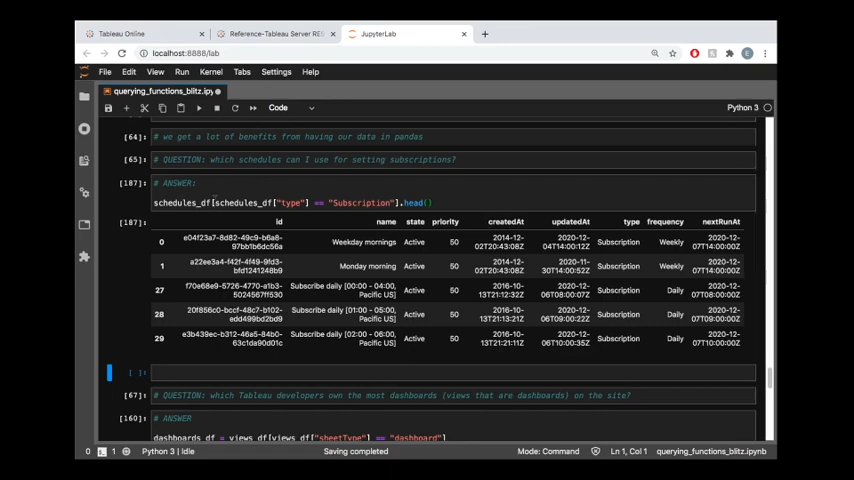 Tableau Online
Reference-Tableau Server RES
JupyterLab
localhost:8888/lab
File Edit View Run Kernel Tabs Settings Help
querying_functions_blitz.ipyn
Code
Python 3
[64]: # we get a lot of benefits from having our data in pandas
[65]: # QUESTION: which schedules can I use for setting subscriptions?
[187]: # ANSWER:
schedules_df[schedules_df["type"] == "Subscription"].head()
[187]: id name state priority createdAt updatedAt type frequency nextRunAt
0 e04f23a7-8d82-49c9-b6a8-97bb1b6dc56a Weekday mornings Active 50 2014-12-02T20:43:08Z 2020-12-04T14:00:12Z Subscription Weekly 2020-12-07T14:00:00Z
1 a22ee3a4-f42f-4f49-9fd3-bfd1241248b9 Monday morning Active 50 2014-12-02T20:43:08Z 2020-11-30T14:00:52Z Subscription Weekly 2020-12-07T14:00:00Z
27 f70e68e9-5726-4770-a1b3-5024567ff530 Subscribe daily [00:00 - 04:00, Pacific US] Active 50 2016-10-13T21:12:32Z 2020-12-06T08:00:07Z Subscription Daily 2020-12-07T08:00:00Z
28 20f856c0-bccf-48c7-b102-edd499bd2bd9 Subscribe daily [01:00 - 05:00, Pacific US] Active 50 2016-10-13T21:13:21Z 2020-12-06T09:00:22Z Subscription Daily 2020-12-07T09:00:00Z
29 e3b439ec-b312-46a5-84b0-63c1da90d01c Subscribe daily [02:00 - 06:00, Pacific US] Active 50 2016-10-13T21:21:11Z 2020-12-06T10:00:35Z Subscription Daily 2020-12-07T10:00:00Z
[ ]:
[67]: # QUESTION: which Tableau developers own the most dashboards (views that are dashboards) on the site?
[160]: # ANSWER
dashboards_df = views_df[views_df["sheetType"] == "dashboard"]
0 1 Python 3 | Idle Saving completed Mode: Command Ln 1, Col 1 querying_functions_blitz.ipynb